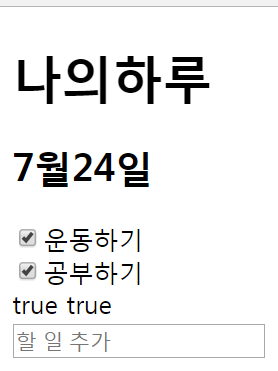 나의하루
7월24일
운동하기
공부하기
true true
할 일 추가